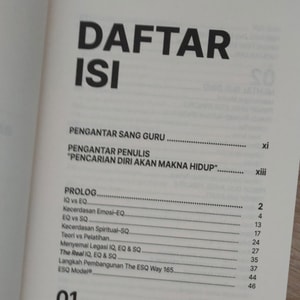 DAFTAR
ISI
PENGANTAR SANG GURU xi
PENGANTAR PENULIS
"PENCARIAN DIRI AKAN MAKNA HIDUP" xiii
PROLOG 2
IQ vs EQ 4
Kecerdasan Emosi-EQ 13
EQ vs SQ 17
Kecerdasan Spiritual-SQ 24
Teori vs Pelatihan 27
Menyemai Legasi IQ, EQ & SQ 35
The Real IQ, EQ & SQ 37
Langkah Pembangunan The ESQ Way 165 44
ESQ Model® 46
01